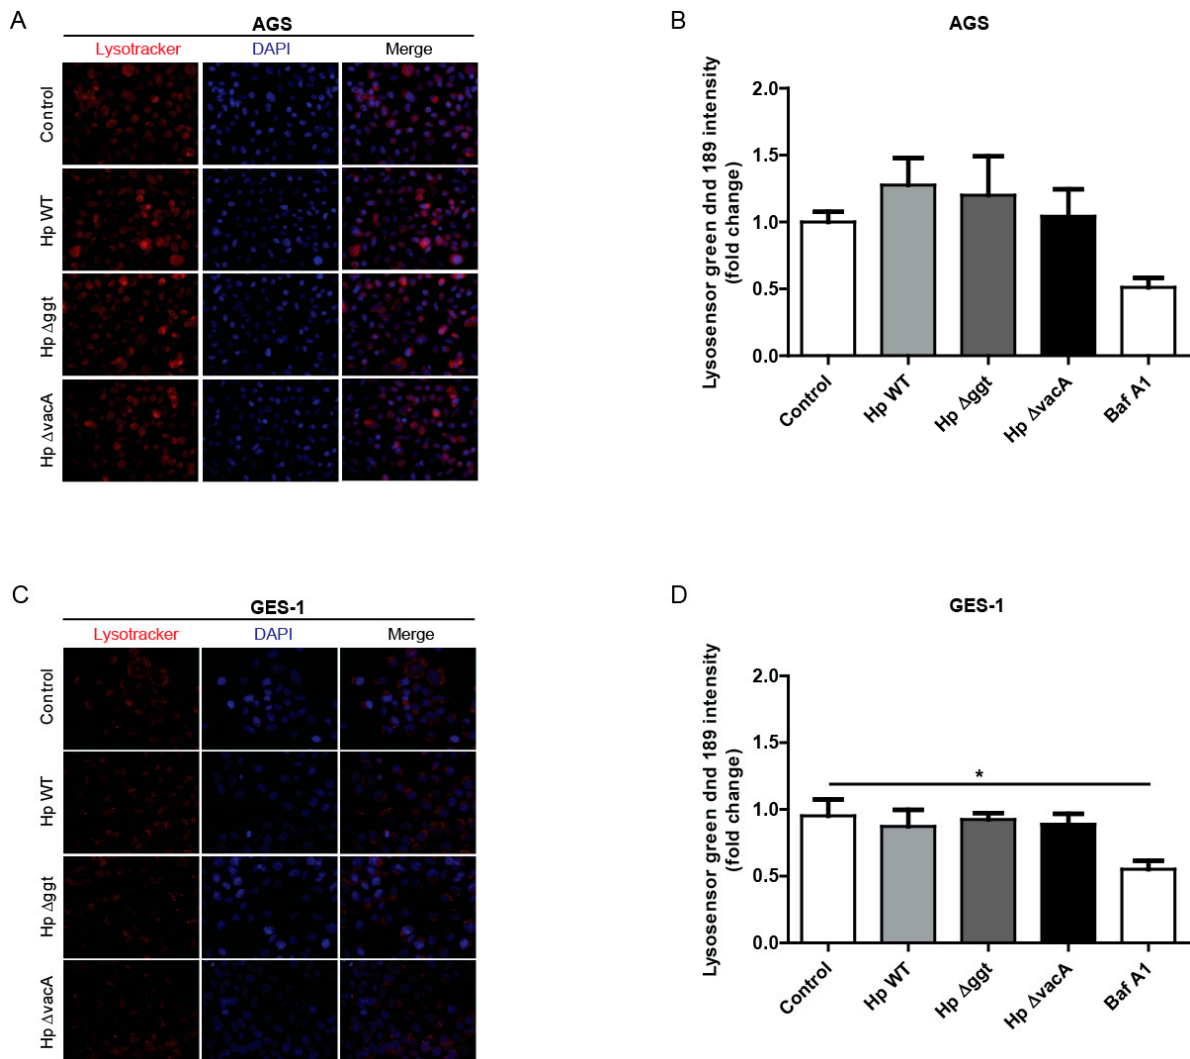 A
AGS
Lysotracker DAPI Merge
Control
Hp WT
Hp Δggt
Hp ΔvacA
B
AGS
Lysosensor green dnd 189 intensity
(fold change)
2.0
1.5
1.0
0.5
0.0
Control Hp WT Hp Δggt Hp ΔvacA Baf A1
C
GES-1
Lysotracker DAPI Merge
Control
Hp WT
Hp Δggt
Hp ΔvacA
D
GES-1
Lysosensor green dnd 189 intensity
(fold change)
2.0
1.5
1.0
0.5
0.0
*
Control Hp WT Hp Δggt Hp ΔvacA Baf A1